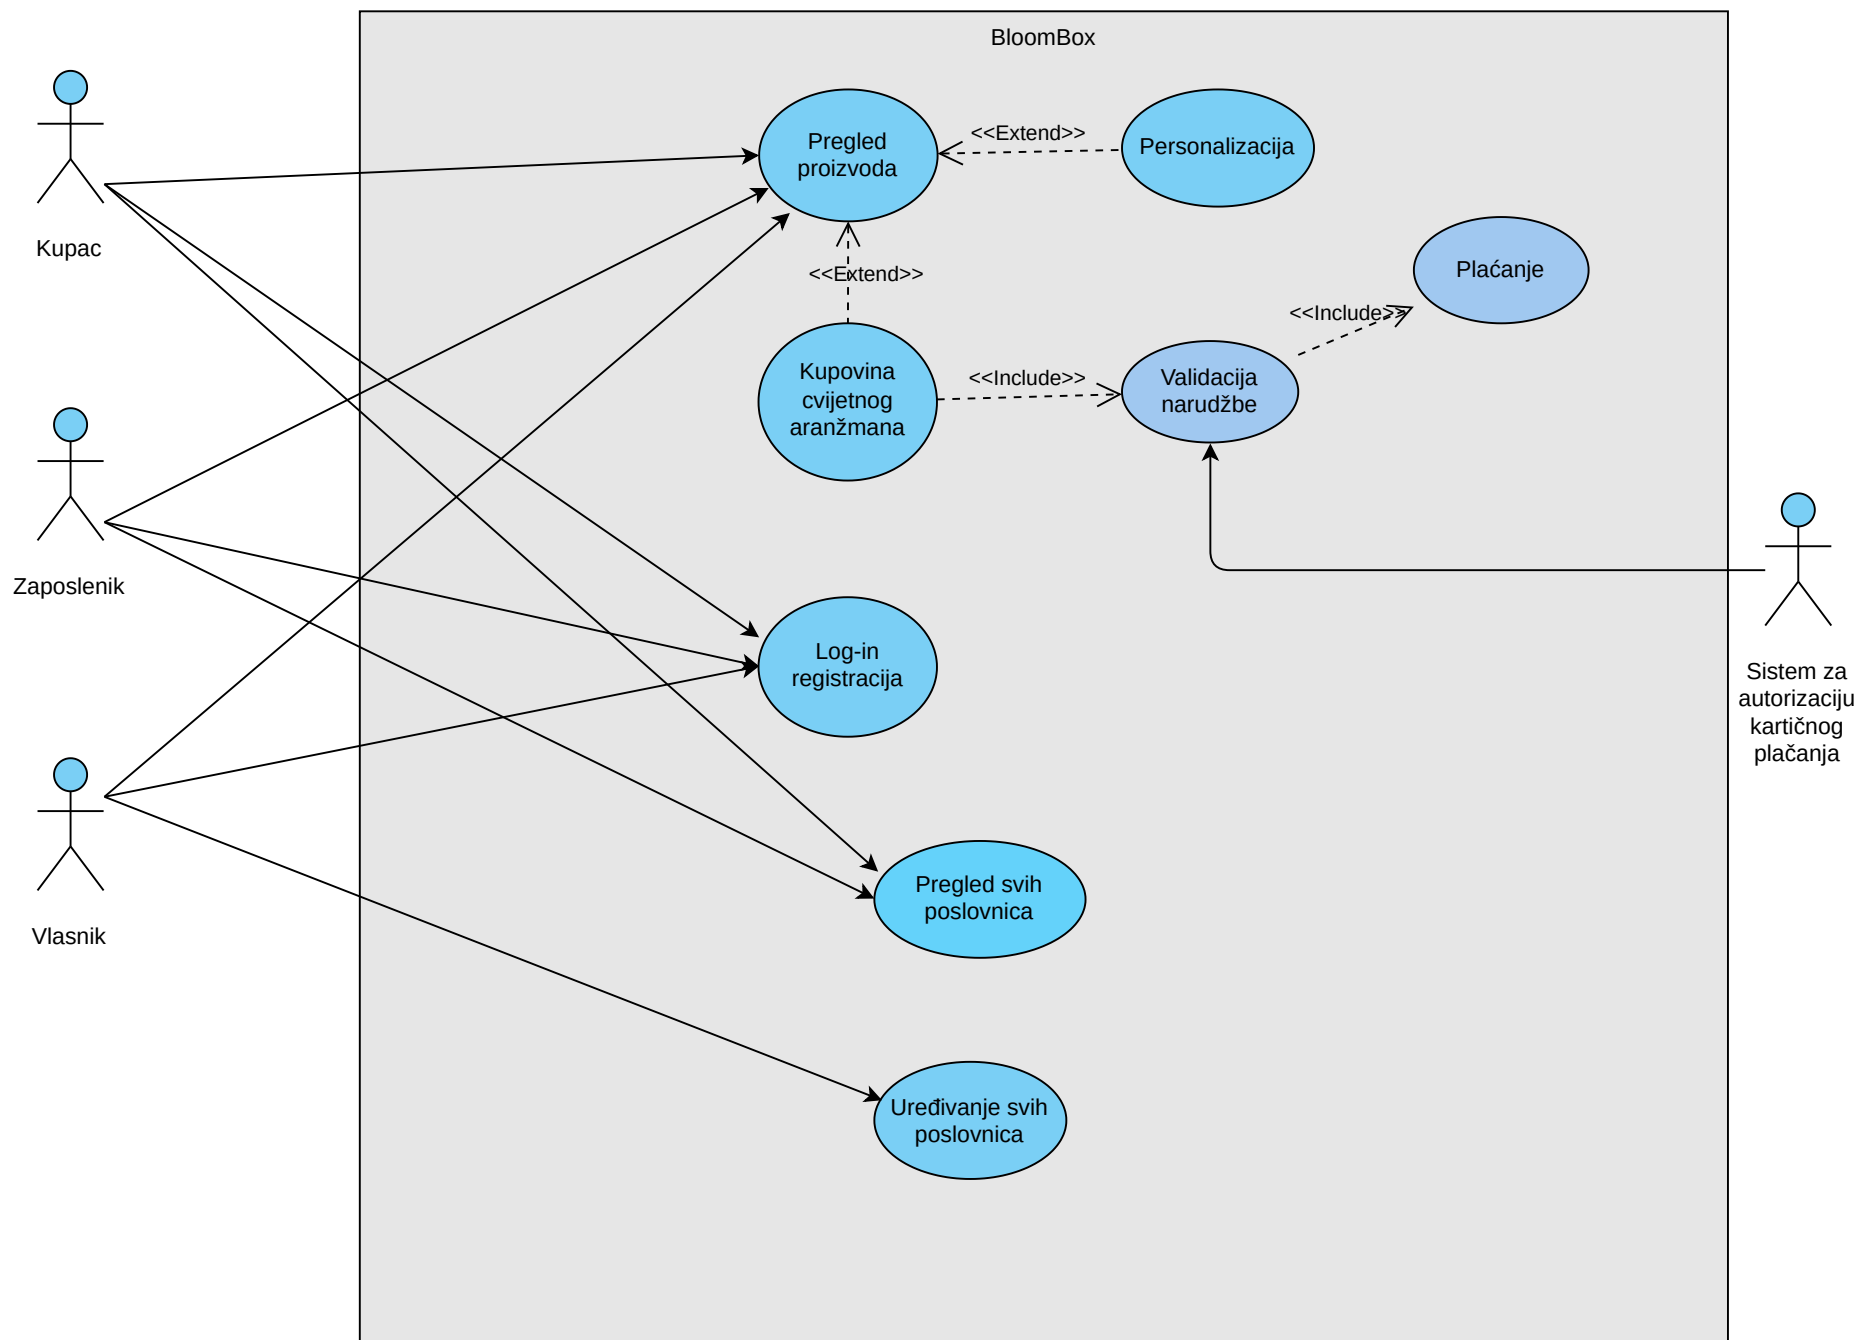 BloomBox
Kupac
Pregled
proizvoda
<<Extend>>
Personalizacija
<<Extend>>
Plaćanje
<<Include>>
Kupovina
cvijetnog
aranžmana
<<Include>>
Validacija
narudžbe
Zaposlenik
Log-in
registracija
Sistem za
autorizaciju
kartičnog
plačanja
Vlasnik
Pregled svih
poslovnica
Uređivanje svih
poslovnica